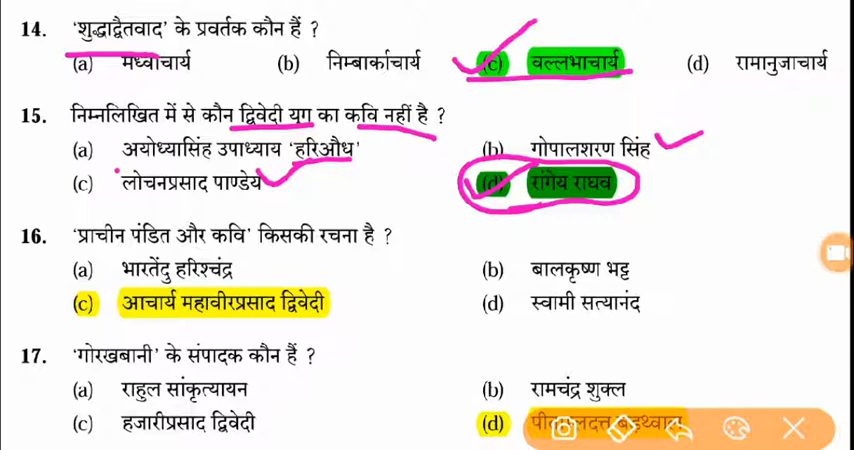 14. 'शुद्धाद्वैतवाद' के प्रवर्तक कौन हैं ?
(a) मध्वाचार्य (b) निम्बार्काचार्य (c) वल्लभाचार्य (d) रामानुजाचार्य
15. निम्नलिखित में से कौन द्विवेदी युग का कवि नहीं है ?
(a) अयोध्यासिंह उपाध्याय 'हरिऔध' (b) गोपालशरण सिंह
(c) लोचनप्रसाद पाण्डेय (d) रांगेय राघव
16. 'प्राचीन पंडित और कवि' किसकी रचना है ?
(a) भारतेंदु हरिश्चंद्र (b) बालकृष्ण भट्ट
(c) आचार्य महावीरप्रसाद द्विवेदी (d) स्वामी सत्यानंद
17. 'गोरखबानी' के संपादक कौन हैं ?
(a) राहुल सांकृत्यायन (b) रामचंद्र शुक्ल
(c) हजारीप्रसाद द्विवेदी (d)